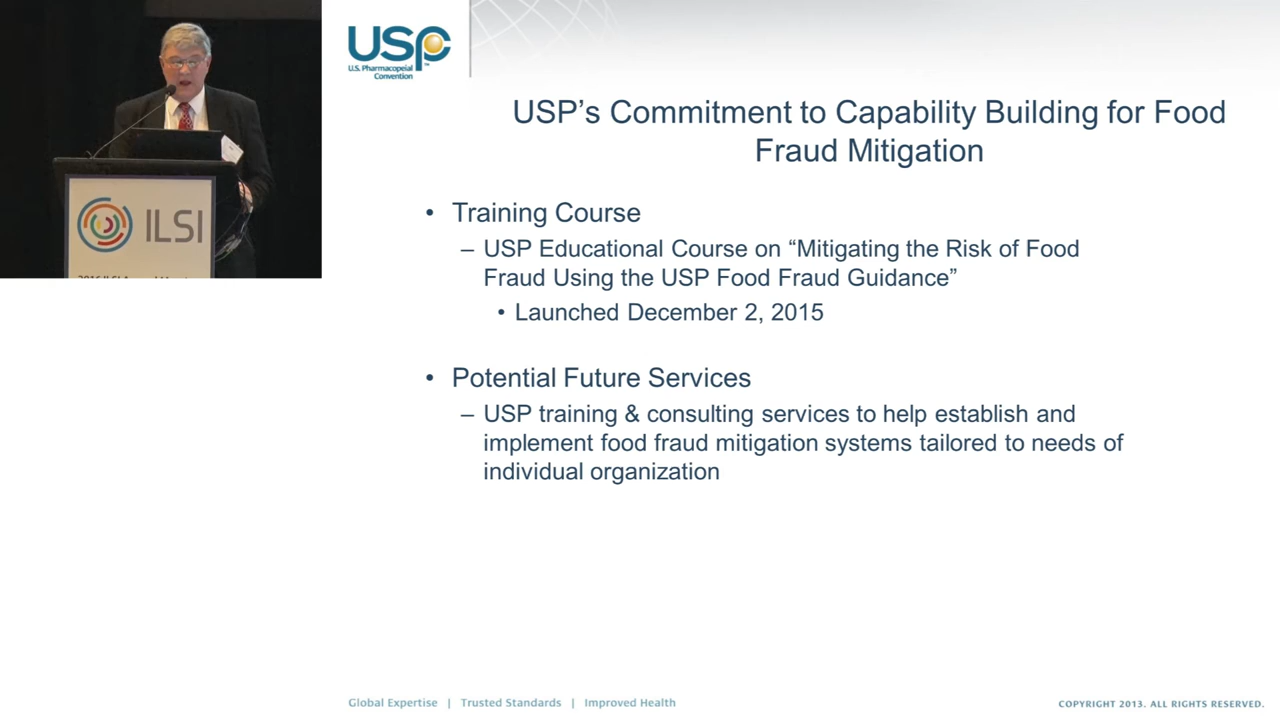 USP
TM
U.S. Pharmacopeial
Convention
ILSI
USP’s Commitment to Capability Building for Food
Fraud Mitigation
• Training Course
– USP Educational Course on “Mitigating the Risk of Food
Fraud Using the USP Food Fraud Guidance”
• Launched December 2, 2015
• Potential Future Services
– USP training & consulting services to help establish and
implement food fraud mitigation systems tailored to needs of
individual organization
Global Expertise | Trusted Standards | Improved Health
COPYRIGHT 2013. ALL RIGHTS RESERVED.